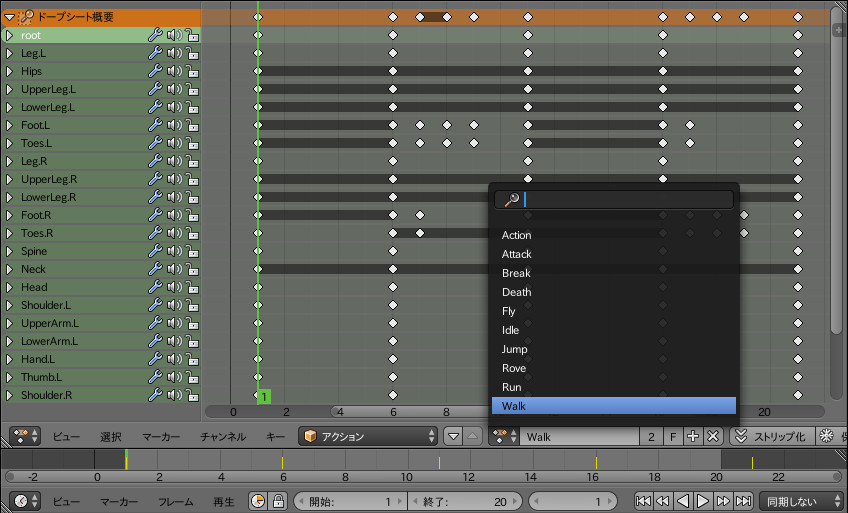 ドープシート概要
root
Leg.L
Hips
UpperLeg.L
LowerLeg.L
Foot.L
Toes.L
Leg.R
UpperLeg.R
LowerLeg.R
Foot.R
Toes.R
Spine
Neck
Head
Shoulder.L
UpperArm.L
LowerArm.L
Hand.L
Thumb.L
Shoulder.R
Action
Attack
Break
Death
Fly
Idle
Jump
Rove
Run
Walk
1
0 2 4 6 8 20
ビュー 選択 マーカー チャンネル キー アクション Walk 2 F ストリップ化
-2 0 2 4 6 8 10 12 14 16 18 20 22
ビュー マーカー フレーム 再生 開始: 1 終了: 20 1 同期しない